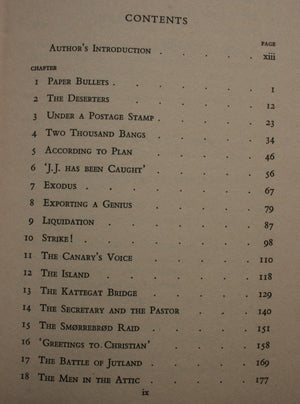 CONTENTS
PAGE
AUTHOR'S INTRODUCTION . . . . xiii
CHAPTER
1 PAPER BULLETS . . . . . . 1
2 THE DESERTERS . . . . . 12
3 UNDER A POSTAGE STAMP . . . . 23
4 TWO THOUSAND BANGS . . . . 34
5 ACCORDING TO PLAN . . . . 46
6 'J.J. HAS BEEN CAUGHT' . . . . 56
7 EXODUS . . . . . . 67
8 EXPORTING A GENIUS . . . . 79
9 LIQUIDATION . . . . . 87
10 STRIKE! . . . . . . 98
11 THE CANARY'S VOICE . . . . 110
12 THE ISLAND . . . . . 118
13 THE KATTEGAT BRIDGE . . . . 129
14 THE SECRETARY AND THE PASTOR . . 140
15 THE SMØRREBRØD RAID . . . . 151
16 'GREETINGS TO CHRISTIAN' . . . 158
17 THE BATTLE OF JUTLAND . . . 169
18 THE MEN IN THE ATTIC . . . . 177
ix